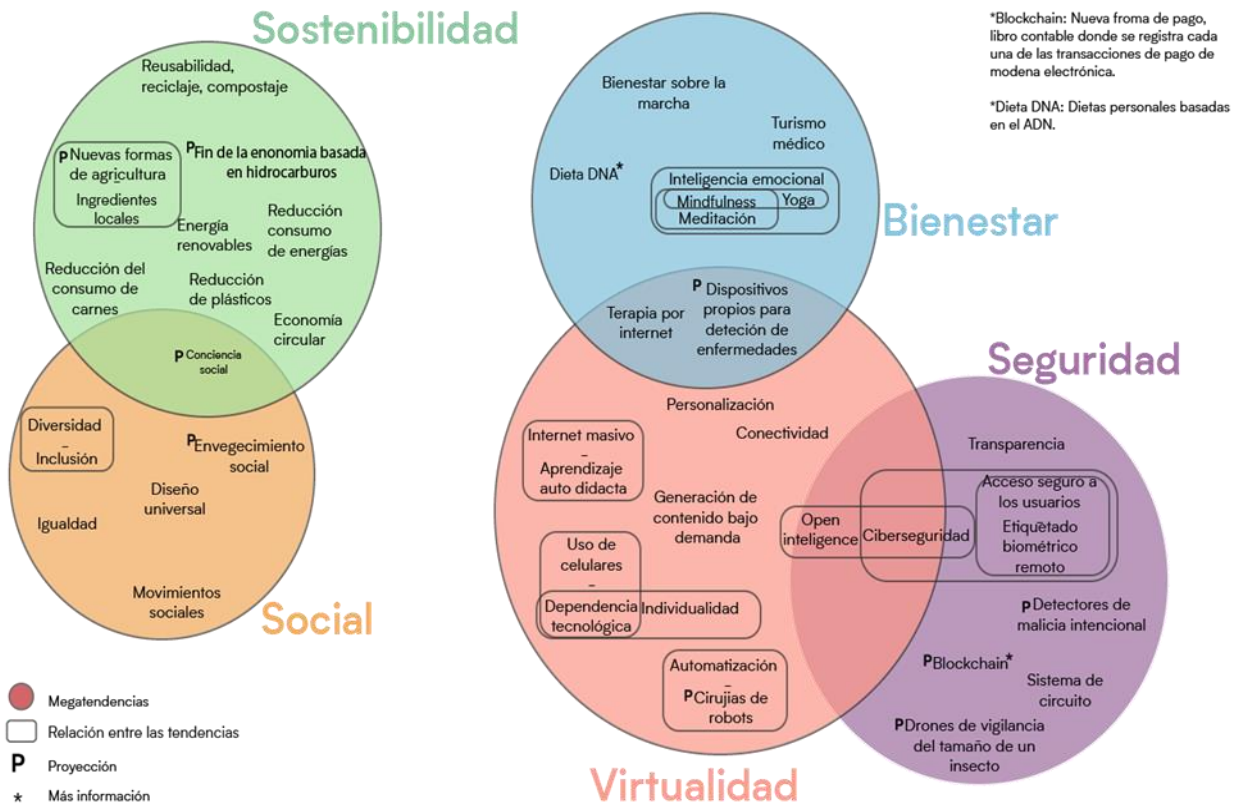 Sostenibilidad
Reusabilidad,
reciclaje, compostaje
P Nuevas formas
de agricultura
Ingredientes
locales
P Fin de la enonomia basada
en hidrocarburos
Energía
renovables
Reducción
consumo
de energías
Reducción del
consumo de
carnes
Reducción
de plásticos
Economía
circular
P Conciencia
social
Diversidad
–
Inclusión
P Envegecimiento
social
Diseño
universal
Igualdad
Movimientos
sociales
Social
Megatendencias
Relación entre las tendencias
P Proyección
* Más información
Bienestar sobre la
marcha
Turismo
médico
Dieta DNA*
Inteligencia emocional
Mindfulness
Yoga
Meditación
Bienestar
Terapia por
internet
P Dispositivos
propios para
deteción de
enfermedades
Personalización
Conectividad
Internet masivo
–
Aprendizaje
auto didacta
Generación de
contenido bajo
demanda
Uso de
celulares
–
Dependencia
tecnológica
Individualidad
Automatización
–
P Cirujias de
robots
Virtualidad
Open
inteligence
Ciberseguridad
Seguridad
Transparencia
Acceso seguro a
los usuarios
–
Etiquetado
biométrico
remoto
P Detectores de
malicia intencional
P Blockchain*
Sistema de
circuito
P Drones de vigilancia
del tamaño de un
insecto
*Blockchain: Nueva froma de pago,
libro contable donde se registra cada
una de las transacciones de pago de
modena electrónica.
*Dieta DNA: Dietas personales basadas
en el ADN.